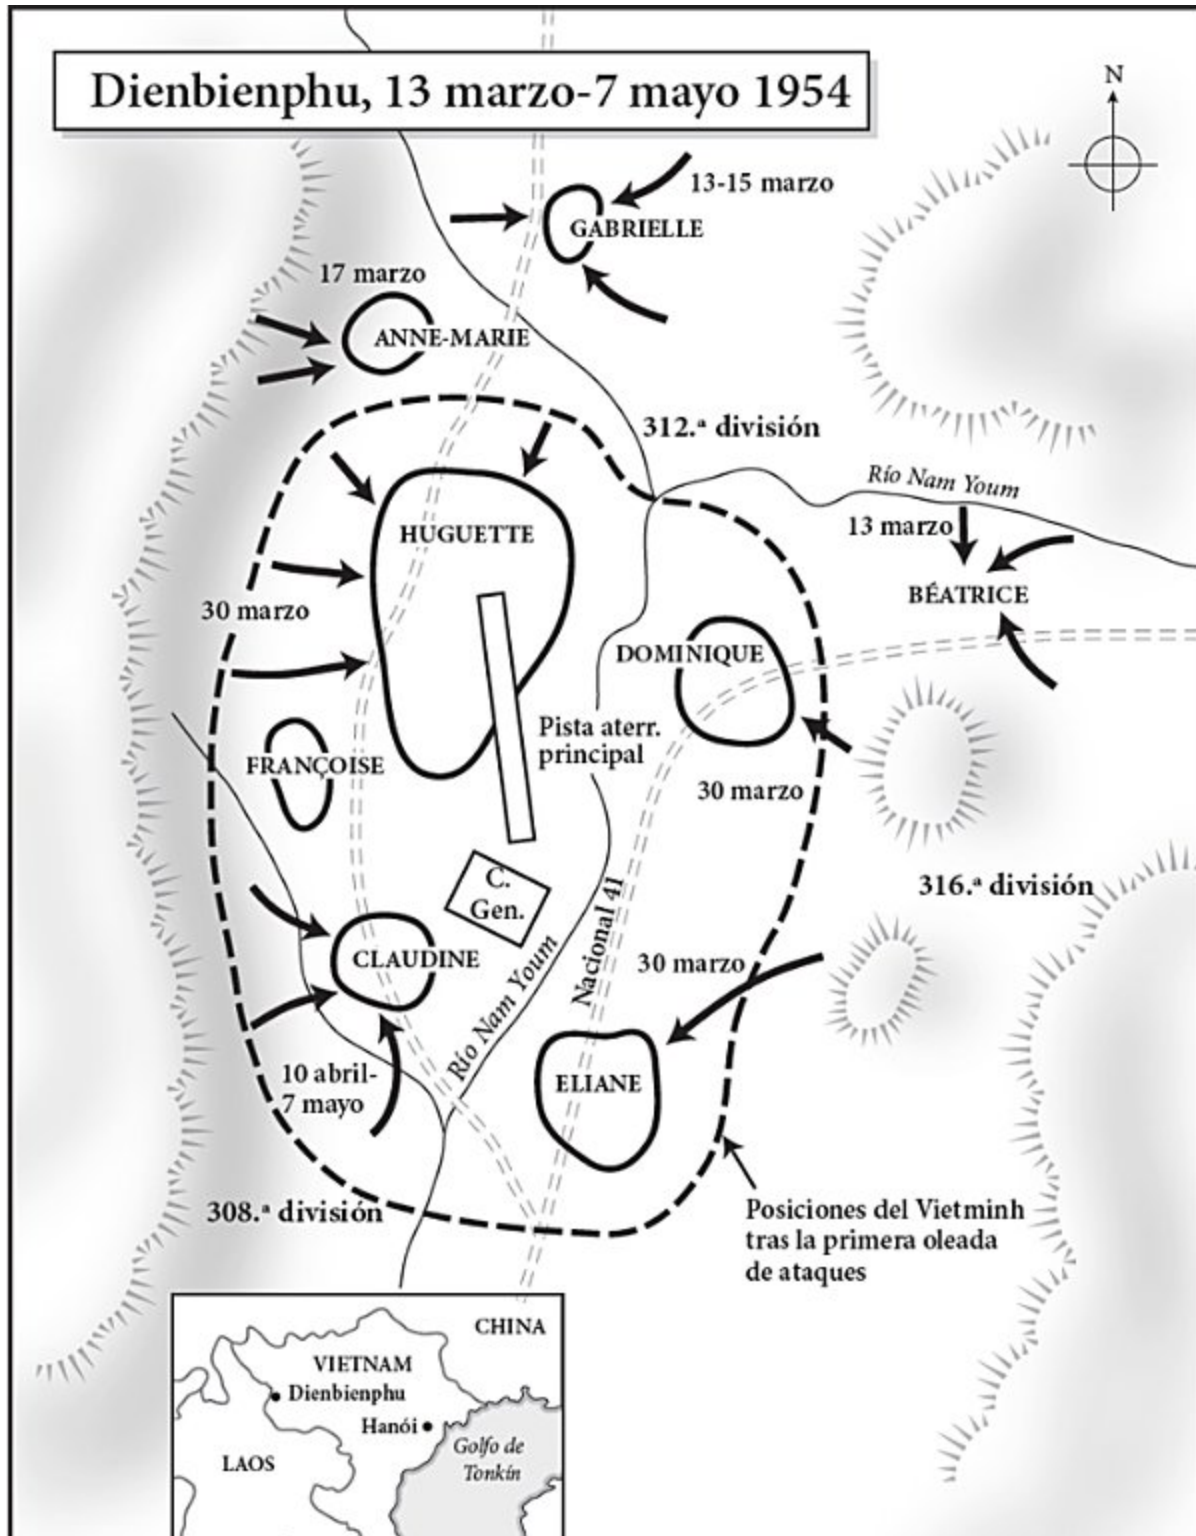 Dienbienphu, 13 marzo-7 mayo 1954
N
13-15 marzo
GABRIELLE
17 marzo
ANNE-MARIE
312.ª división
Río Nam Youm
13 marzo
HUGUETTE
BÉATRICE
30 marzo
DOMINIQUE
Pista aterr.
principal
FRANÇOISE
30 marzo
C.
Gen.
316.ª división
Nacional 41
CLAUDINE
30 marzo
Río Nam Youm
10 abril-
7 mayo
ELIANE
308.ª división
Posiciones del Vietminh
tras la primera oleada
de ataques
CHINA
VIETNAM
Dienbienphu
Hanói
Golfo de
Tonkín
LAOS